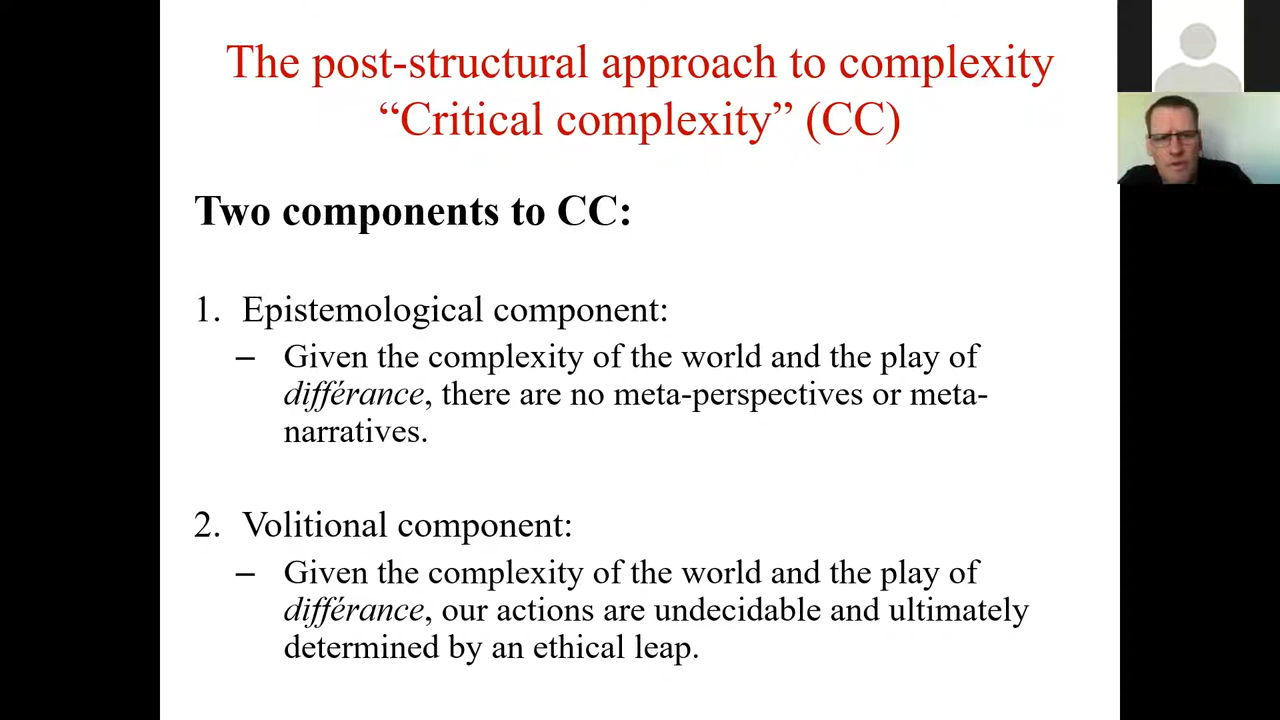 The post-structural approach to complexity
“Critical complexity” (CC)
Two components to CC:
1. Epistemological component:
– Given the complexity of the world and the play of
différance, there are no meta-perspectives or meta-
narratives.
2. Volitional component:
– Given the complexity of the world and the play of
différance, our actions are undecidable and ultimately
determined by an ethical leap.